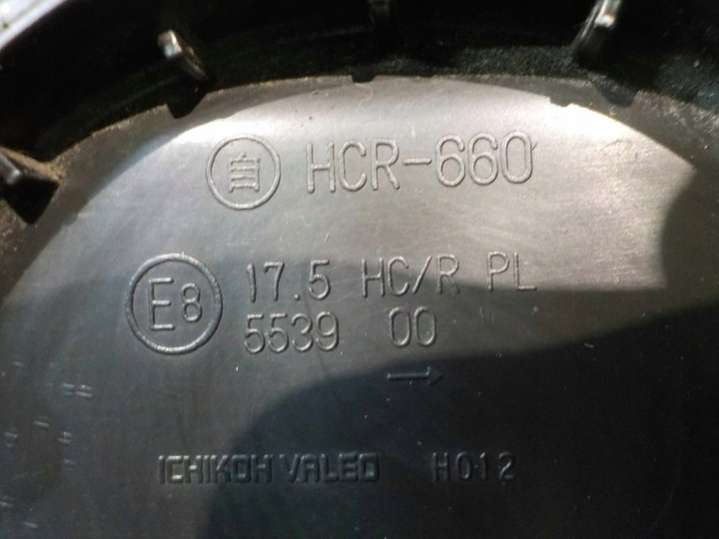 自 HCR-660
E8 17.5 HC/R PL
5539 00
→
ICHIKOH VALEO H012